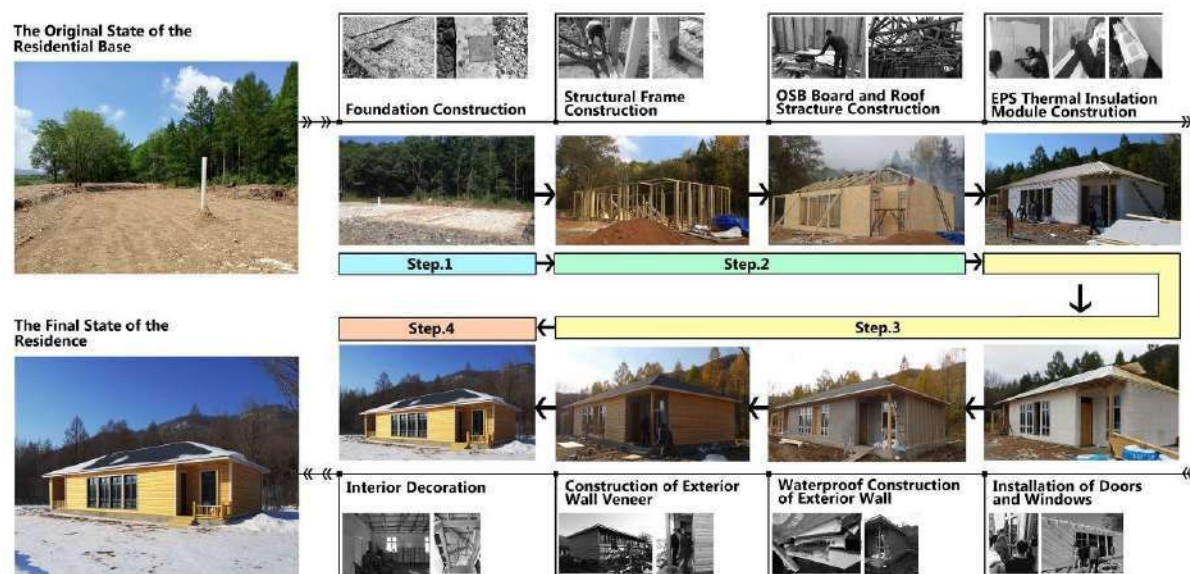 The Original State of the
Residential Base
Foundation Construction
Structural Frame
Construction
OSB Board and Roof
Stracture Construction
EPS Thermal Insulation
Module Constrution
Step.1
Step.2
The Final State of the
Residence
Step.4
Step.3
Interior Decoration
Construction of Exterior
Wall Veneer
Waterproof Construction
of Exterior Wall
Installation of Doors
and Windows